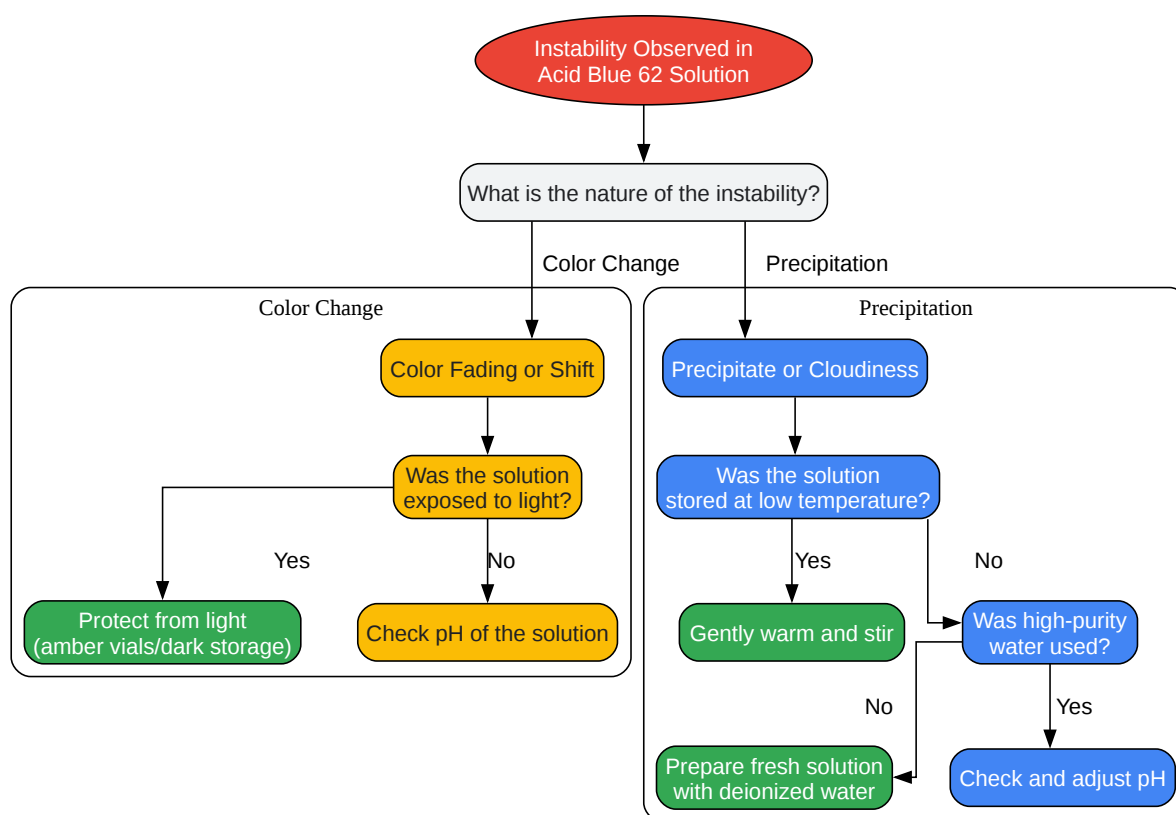 Instability Observed in
Acid Blue 62 Solution
What is the nature of the instability?
Color Change
Precipitation
Color Change
Color Fading or Shift
Was the solution
exposed to light?
Yes
No
Protect from light
(amber vials/dark storage)
Check pH of the solution
Precipitation
Precipitate or Cloudiness
Was the solution
stored at low temperature?
Yes
No
Gently warm and stir
Was high-purity
water used?
No
Yes
Prepare fresh solution
with deionized water
Check and adjust pH